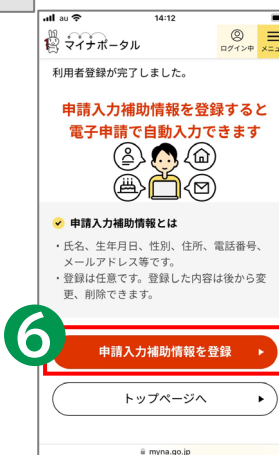 au 14:12
マイナポータル
ログイン中
メニュ
利用者登録が完了しました。
申請入力補助情報を登録すると
電子申請で自動入力できます
申請入力補助情報とは
・氏名、生年月日、性別、住所、電話番号、
メールアドレス等です。
・登録は任意です。登録した内容は後から変
更、削除できます。
6
申請入力補助情報を登録
トップページへ
myna.go.jp